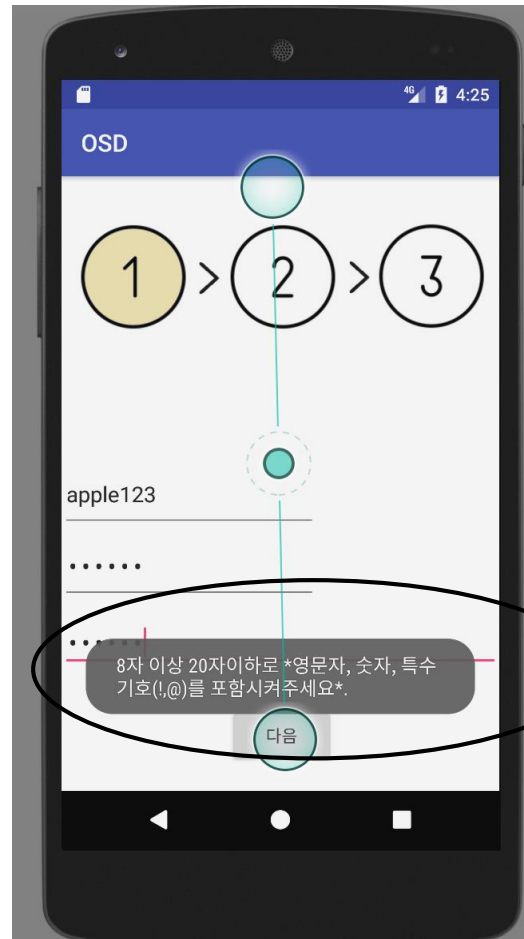 4G 4:25
OSD
1 > 2 > 3
apple123
••••••
••••••
8자 이상 20자이하로 *영문자, 숫자, 특수
기호(!,@)를 포함시켜주세요*.
다음